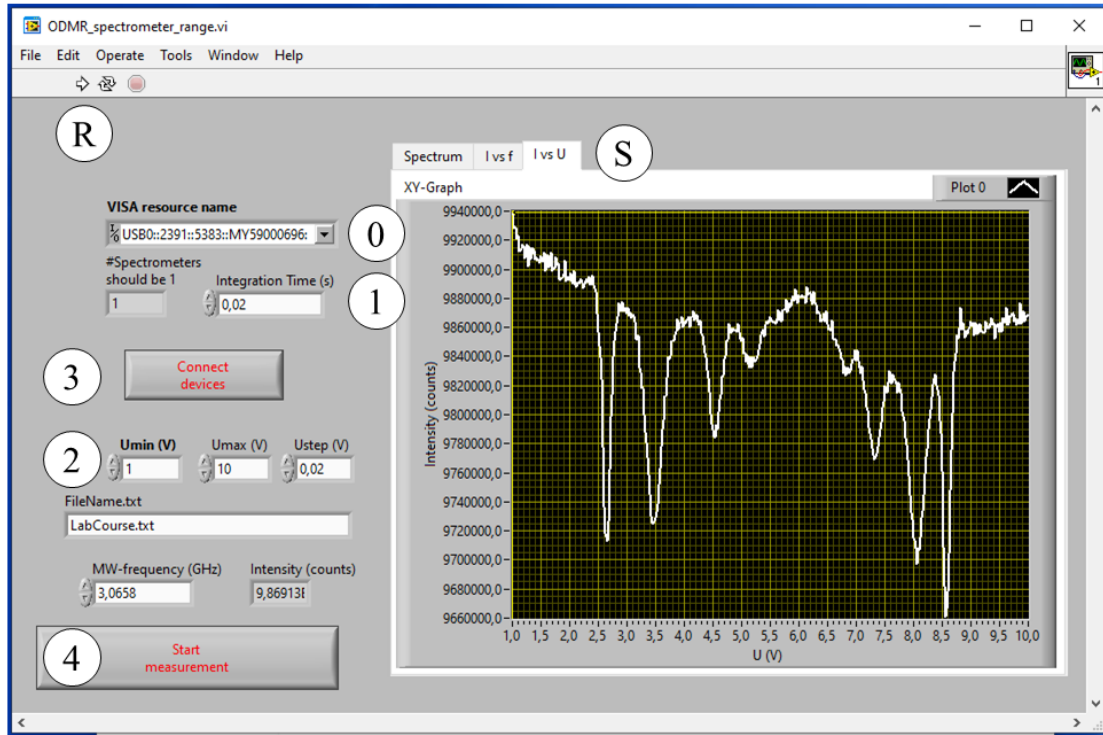 ODMR_spectrometer_range.vi
File Edit Operate Tools Window Help
1
R
Spectrum I vs f I vs U
S
XY-Graph
Plot 0
VISA resource name
USB0::2391::5383::MY59000696:
0
#Spectrometers
should be 1
1
Integration Time (s)
0,02
1
3
Connect
devices
2
Umin (V) Umax (V) Ustep (V)
1 10 0,02
FileName.txt
LabCourse.txt
MW-frequency (GHz) Intensity (counts)
3,0658 9,86913E
4
Start
measurement
Intensity (counts)
9940000,0
9920000,0
9900000,0
9880000,0
9860000,0
9840000,0
9820000,0
9800000,0
9780000,0
9760000,0
9740000,0
9720000,0
9700000,0
9680000,0
9660000,0
1,0 1,5 2,0 2,5 3,0 3,5 4,0 4,5 5,0 5,5 6,0 6,5 7,0 7,5 8,0 8,5 9,0 9,5 10,0
U (V)